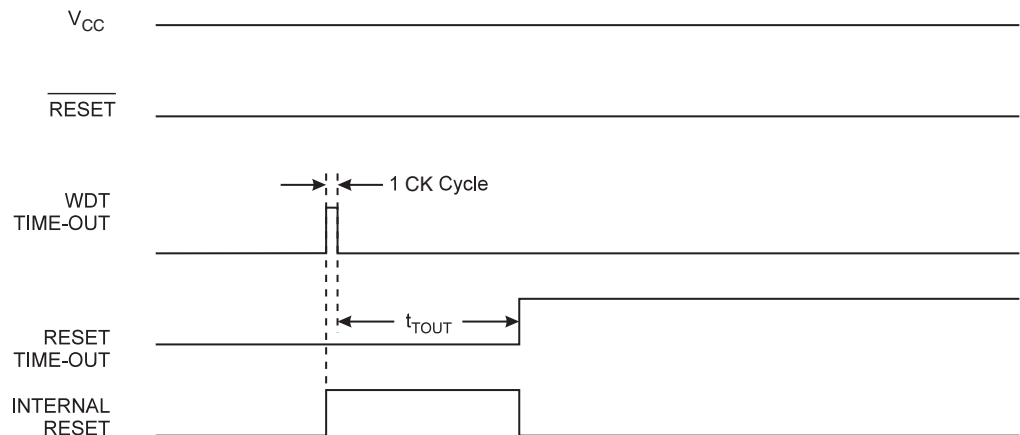 VCC
RESET
1 CK Cycle
WDT
TIME-OUT
tTOUT
RESET
TIME-OUT
INTERNAL
RESET